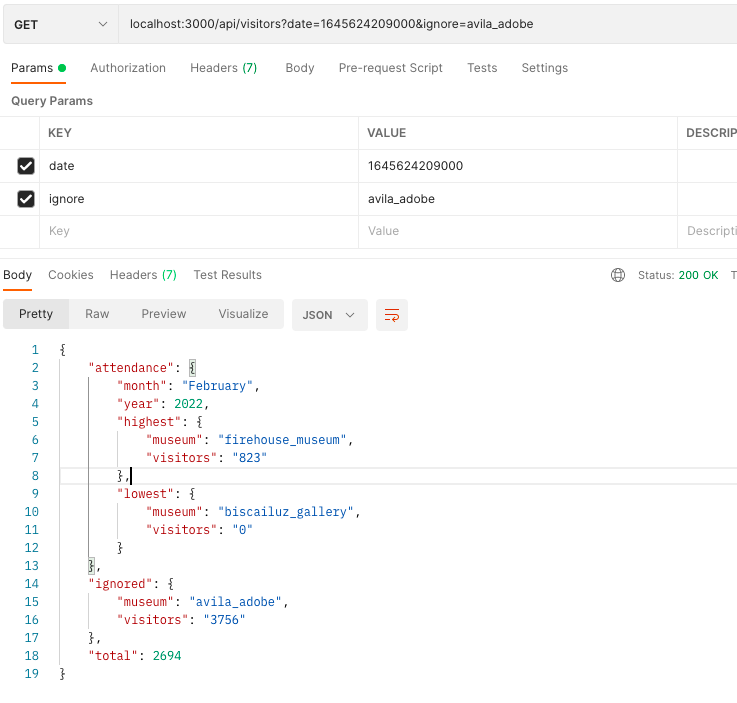 GET localhost:3000/api/visitors?date=1645624209000&ignore=avila_adobe
Params Authorization Headers (7) Body Pre-request Script Tests Settings
Query Params
KEY VALUE DESCRIP
date 1645624209000
ignore avila_adobe
Key Value Descripti
Body Cookies Headers (7) Test Results Status: 200 OK T
Pretty Raw Preview Visualize JSON
1 {
2 "attendance": {
3 "month": "February",
4 "year": 2022,
5 "highest": {
6 "museum": "firehouse_museum",
7 "visitors": "823"
8 },
9 "lowest": {
10 "museum": "biscailuz_gallery",
11 "visitors": "0"
12 }
13 },
14 "ignored": {
15 "museum": "avila_adobe",
16 "visitors": "3756"
17 },
18 "total": 2694
19 }